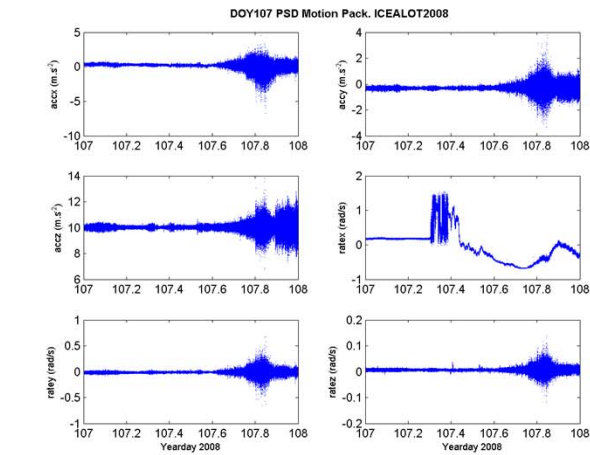 DOY107 PSD Motion Pack. ICEALOT2008
accx (m.s-2)
5
0
-5
-10
107 107.2 107.4 107.6 107.8 108
accy (m.s-2)
4
2
0
-2
-4
107 107.2 107.4 107.6 107.8 108
accz (m.s-2)
14
12
10
8
6
107 107.2 107.4 107.6 107.8 108
ratex (rad/s)
2
1
0
-1
107 107.2 107.4 107.6 107.8 108
ratey (rad/s)
1
0.5
0
-0.5
-1
107 107.2 107.4 107.6 107.8 108
Yearday 2008
ratez (rad/s)
0.2
0.1
0
-0.1
-0.2
107 107.2 107.4 107.6 107.8 108
Yearday 2008